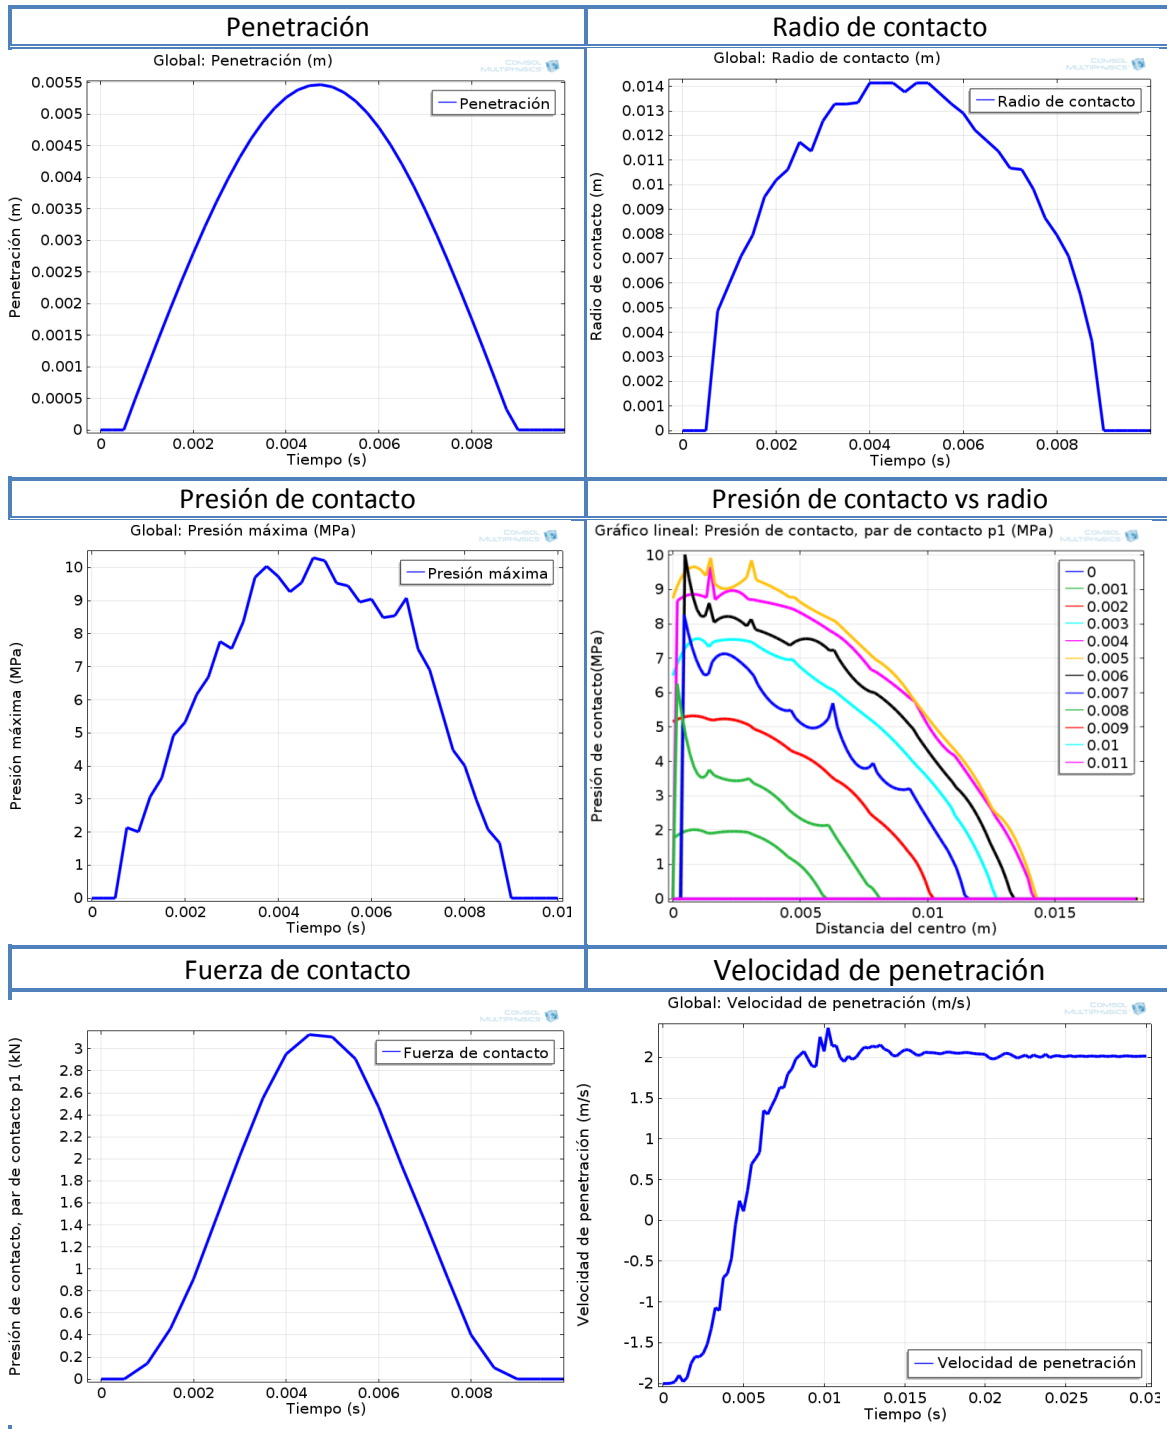 Penetración
Radio de contacto
Global: Penetración (m)
COMSOL
MULTIPHYSICS
0.0055
0.005
0.0045
0.004
0.0035
0.003
0.0025
0.002
0.0015
0.001
0.0005
0
Penetración (m)
Penetración
0 0.002 0.004 0.006 0.008
Tiempo (s)
Global: Radio de contacto (m)
COMSOL
MULTIPHYSICS
0.014
0.013
0.012
0.011
0.01
0.009
0.008
0.007
0.006
0.005
0.004
0.003
0.002
0.001
0
Radio de contacto (m)
Radio de contacto
0 0.002 0.004 0.006 0.008
Tiempo (s)
Presión de contacto
Presión de contacto vs radio
Global: Presión máxima (MPa)
COMSOL
MULTIPHYSICS
10
9
8
7
6
5
4
3
2
1
0
Presión máxima (MPa)
Presión máxima
0 0.002 0.004 0.006 0.008 0.01
Tiempo (s)
Gráfico lineal: Presión de contacto, par de contacto p1 (MPa)
COMSOL
MULTIPHYSICS
10
9
8
7
6
5
4
3
2
1
0
Presión de contacto(MPa)
0
0.001
0.002
0.003
0.004
0.005
0.006
0.007
0.008
0.009
0.01
0.011
0 0.005 0.01 0.015
Distancia del centro (m)
Fuerza de contacto
Velocidad de penetración
COMSOL
MULTIPHYSICS
3
2.8
2.6
2.4
2.2
2
1.8
1.6
1.4
1.2
1
0.8
0.6
0.4
0.2
0
Presión de contacto, par de contacto p1 (kN)
Fuerza de contacto
0 0.002 0.004 0.006 0.008
Tiempo (s)
Global: Velocidad de penetración (m/s)
COMSOL
MULTIPHYSICS
2
1.5
1
0.5
0
-0.5
-1
-1.5
-2
Velocidad de penetración (m/s)
Velocidad de penetración
0 0.005 0.01 0.015 0.02 0.025 0.03
Tiempo (s)